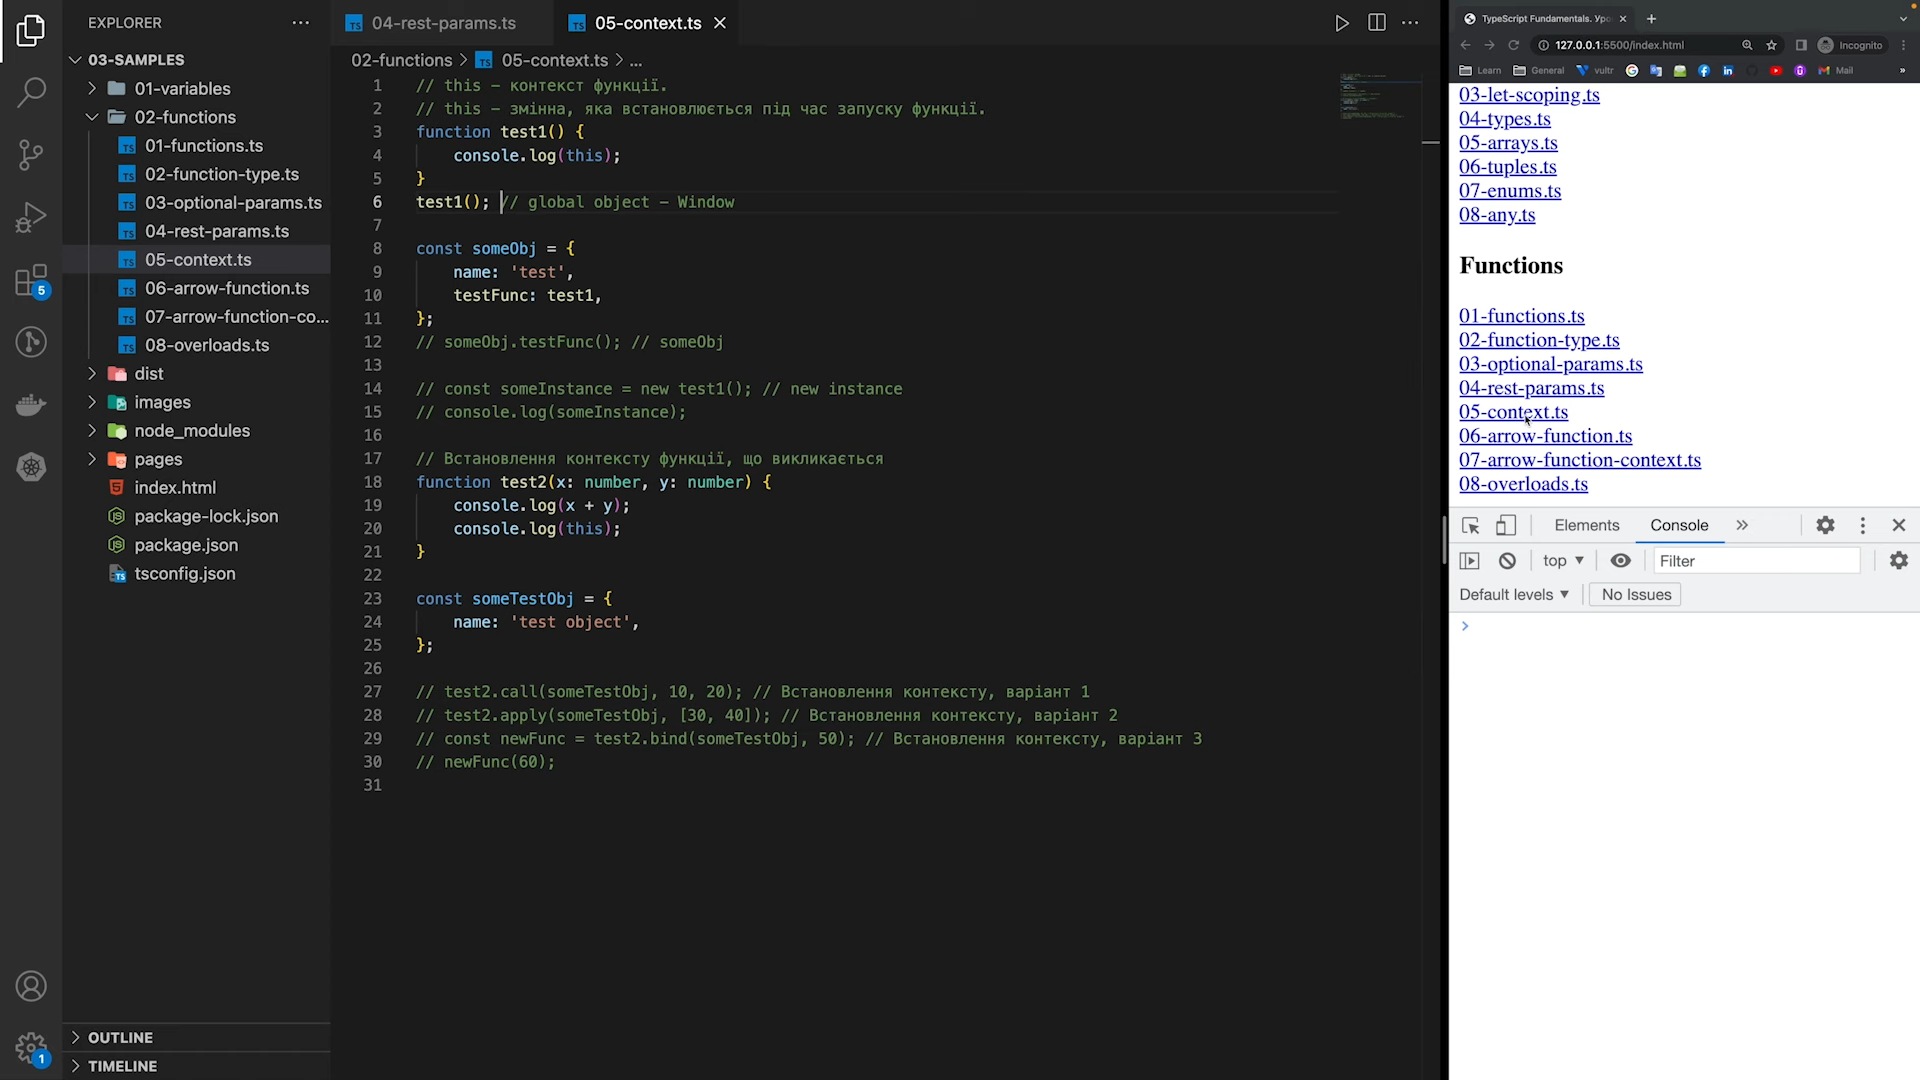 EXPLORER
03-SAMPLES
01-variables
02-functions
01-functions.ts
02-function-type.ts
03-optional-params.ts
04-rest-params.ts
05-context.ts
06-arrow-function.ts
07-arrow-function-co...
08-overloads.ts
dist
images
node_modules
pages
index.html
package-lock.json
package.json
tsconfig.json
OUTLINE
TIMELINE
5
1
04-rest-params.ts
05-context.ts
02-functions > 05-context.ts > ...
1 // this – контекст функції.
2 // this – змінна, яка встановлюється під час запуску функції.
3 function test1() {
4 console.log(this);
5 }
6 test1(); // global object – Window
7
8 const someObj = {
9 name: 'test',
10 testFunc: test1,
11 };
12 // someObj.testFunc(); // someObj
13
14 // const someInstance = new test1(); // new instance
15 // console.log(someInstance);
16
17 // Встановлення контексту функції, що викликається
18 function test2(x: number, y: number) {
19 console.log(x + y);
20 console.log(this);
21 }
22
23 const someTestObj = {
24 name: 'test object',
25 };
26
27 // test2.call(someTestObj, 10, 20); // Встановлення контексту, варіант 1
28 // test2.apply(someTestObj, [30, 40]); // Встановлення контексту, варіант 2
29 // const newFunc = test2.bind(someTestObj, 50); // Встановлення контексту, варіант 3
30 // newFunc(60);
31
TypeScript Fundamentals. Уро
127.0.0.1:5500/index.html
Incognito
Learn General vultr Mail
03-let-scoping.ts
04-types.ts
05-arrays.ts
06-tuples.ts
07-enums.ts
08-any.ts
Functions
01-functions.ts
02-function-type.ts
03-optional-params.ts
04-rest-params.ts
05-context.ts
06-arrow-function.ts
07-arrow-function-context.ts
08-overloads.ts
Elements Console
top Filter
Default levels No Issues